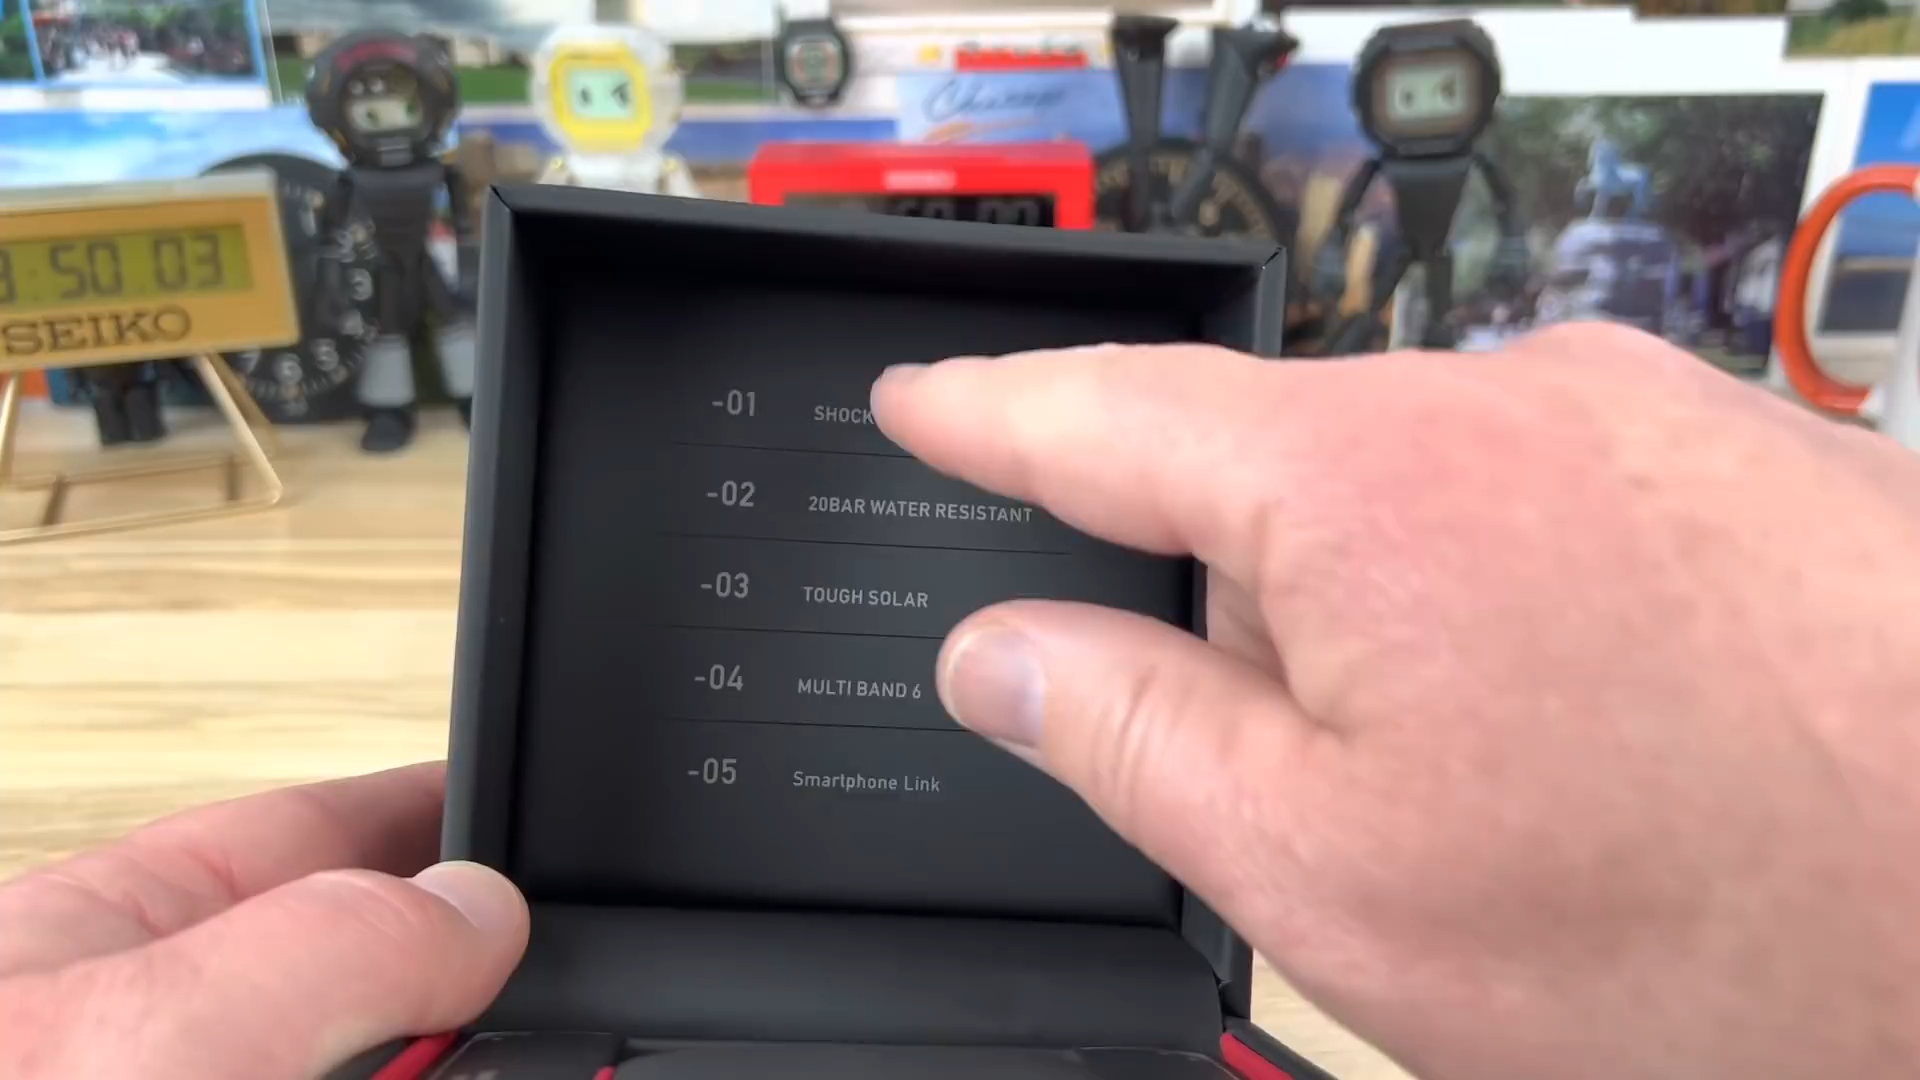 :50 03
SEIKO
-01 SHOCK
-02 20BAR WATER RESISTANT
-03 TOUGH SOLAR
-04 MULTI BAND 6
-05 Smartphone Link